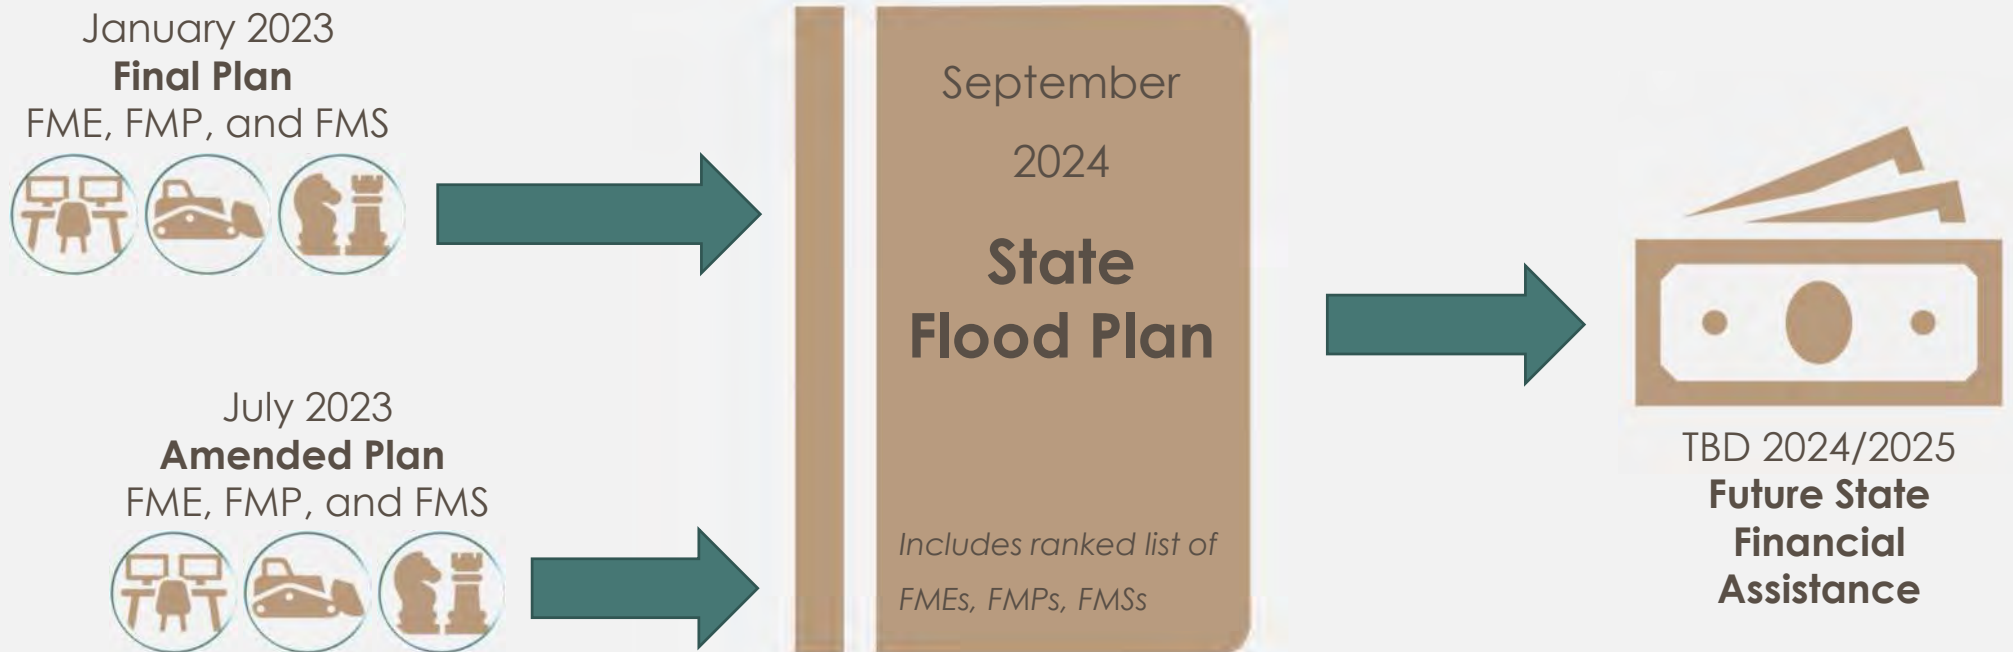 January 2023
Final Plan
FME, FMP, and FMS
July 2023
Amended Plan
FME, FMP, and FMS
September
2024
State
Flood Plan
Includes ranked list of
FMEs, FMPs, FMSs
TBD 2024/2025
Future State
Financial
Assistance